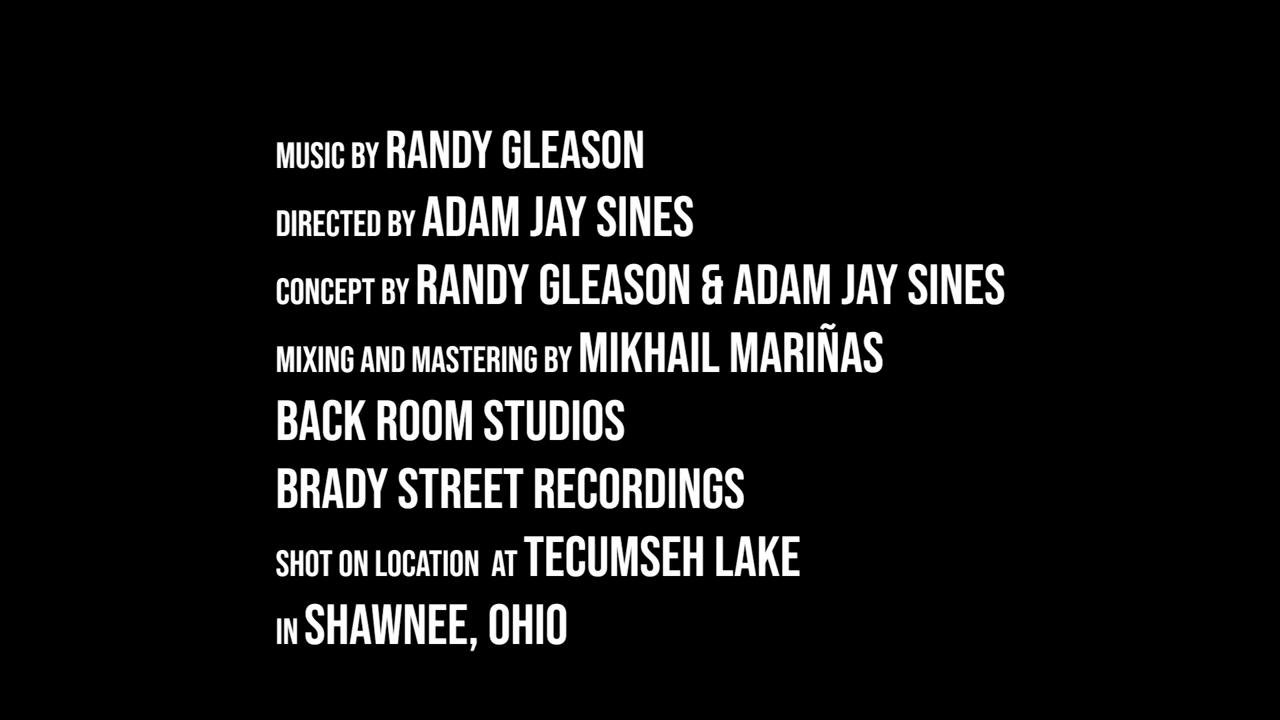 MUSIC BY RANDY GLEASON
DIRECTED BY ADAM JAY SINES
CONCEPT BY RANDY GLEASON & ADAM JAY SINES
MIXING AND MASTERING BY MIKHAIL MARIÑAS
BACK ROOM STUDIOS
BRADY STREET RECORDINGS
SHOT ON LOCATION AT TECUMSEH LAKE
IN SHAWNEE, OHIO